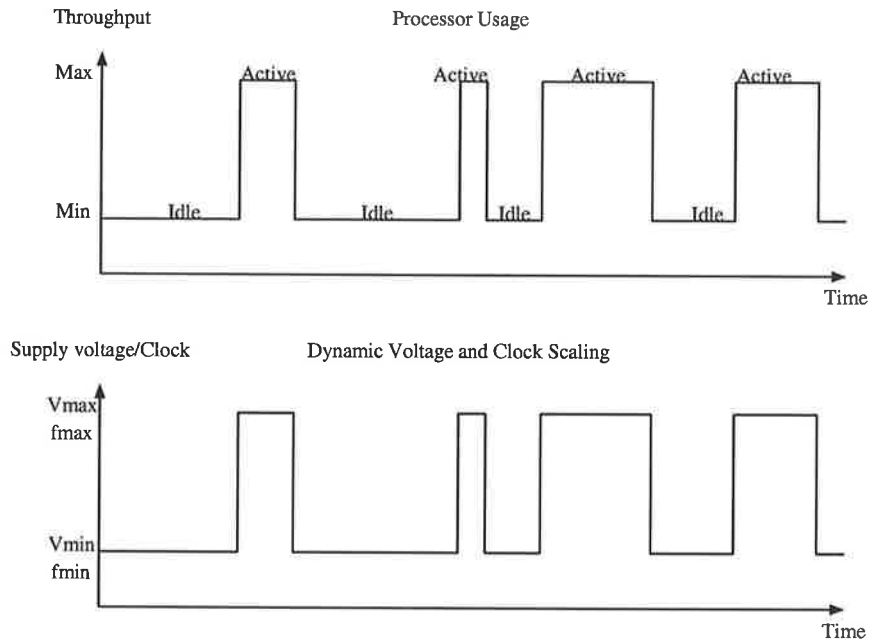 Throughput
Processor Usage
Max
Active
Active
Active
Active
Min
Idle
Idle
Idle
Idle
Time
Supply voltage/Clock
Dynamic Voltage and Clock Scaling
Vmax
fmax
Vmin
fmin
Time